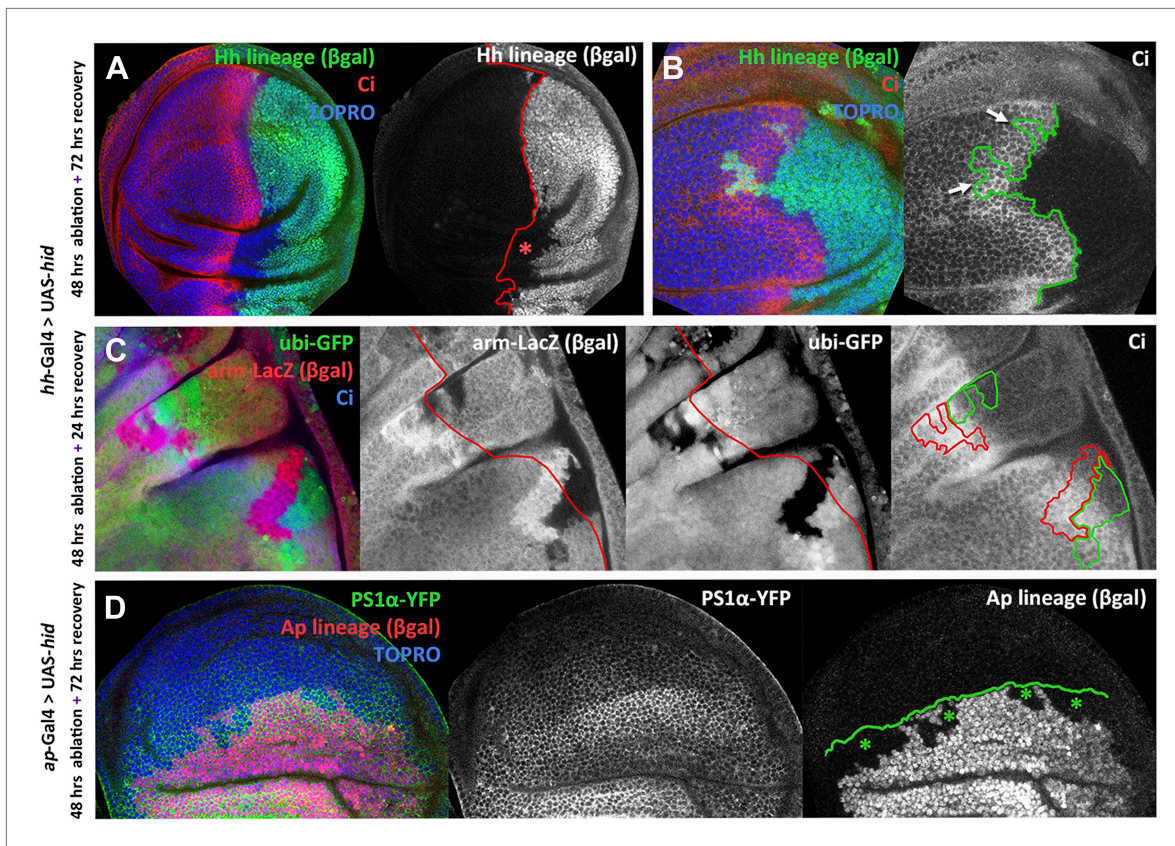 hh-Gal4 > UAS-hid
48 hrs ablation + 72 hrs recovery
A
Hh lineage (βgal)
Ci
TOPRO
Hh lineage (βgal)
*
B
Hh lineage (βgal)
Ci
TOPRO
Ci
48 hrs ablation + 24 hrs recovery
C
ubi-GFP
arm-LacZ (βgal)
Ci
arm-LacZ (βgal)
ubi-GFP
Ci
ap-Gal4 > UAS-hid
48 hrs ablation + 72 hrs recovery
D
PS1α-YFP
Ap lineage (βgal)
TOPRO
PS1α-YFP
Ap lineage (βgal)
* * * *